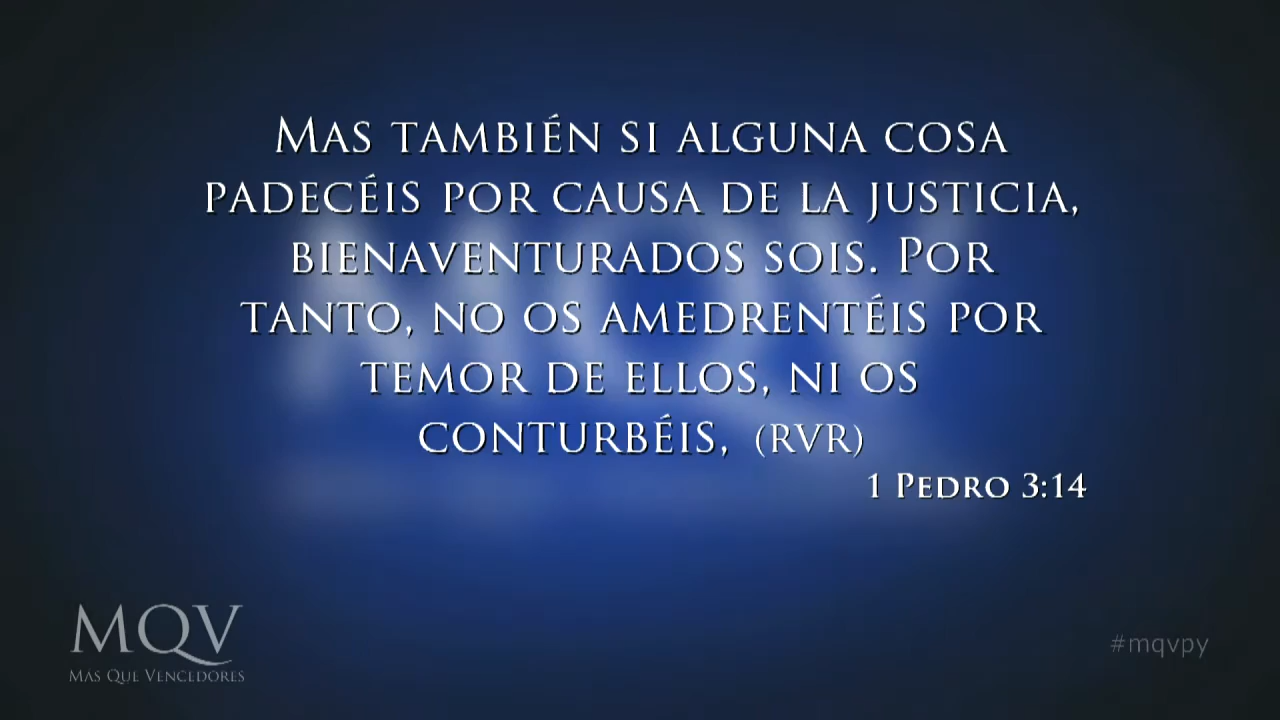 Mas también si alguna cosa
padecéis por causa de la justicia,
bienaventurados sois. Por
tanto, no os amedrentéis por
temor de ellos, ni os
conturbéis, (RVR)
1 Pedro 3:14
MQV
Más Que Vencedores
#mqvpy